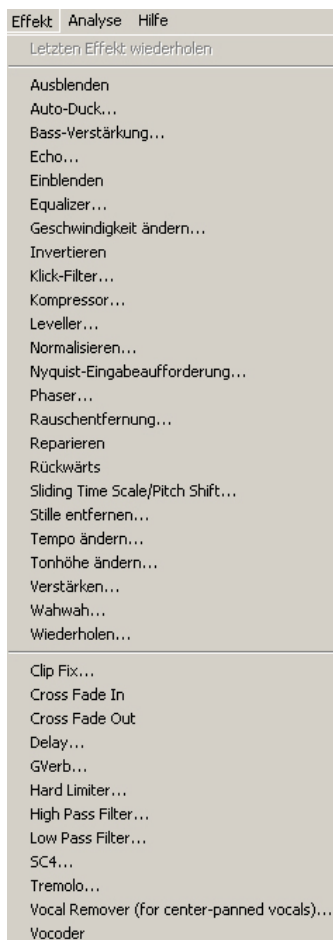 Effekt Analyse Hilfe
Letzten Effekt wiederholen
Ausblenden
Auto-Duck...
Bass-Verstärkung...
Echo...
Einblenden
Equalizer...
Geschwindigkeit ändern...
Invertieren
Klick-Filter...
Kompressor...
Leveller...
Normalisieren...
Nyquist-Eingabeaufforderung...
Phaser...
Rauschentfernung...
Reparieren
Rückwärts
Sliding Time Scale/Pitch Shift...
Stille entfernen...
Tempo ändern...
Tonhöhe ändern...
Verstärken...
Wahwah...
Wiederholen...
Clip Fix...
Cross Fade In
Cross Fade Out
Delay...
GVerb...
Hard Limiter...
High Pass Filter...
Low Pass Filter...
SC4...
Tremolo...
Vocal Remover (for center-panned vocals)...
Vocoder